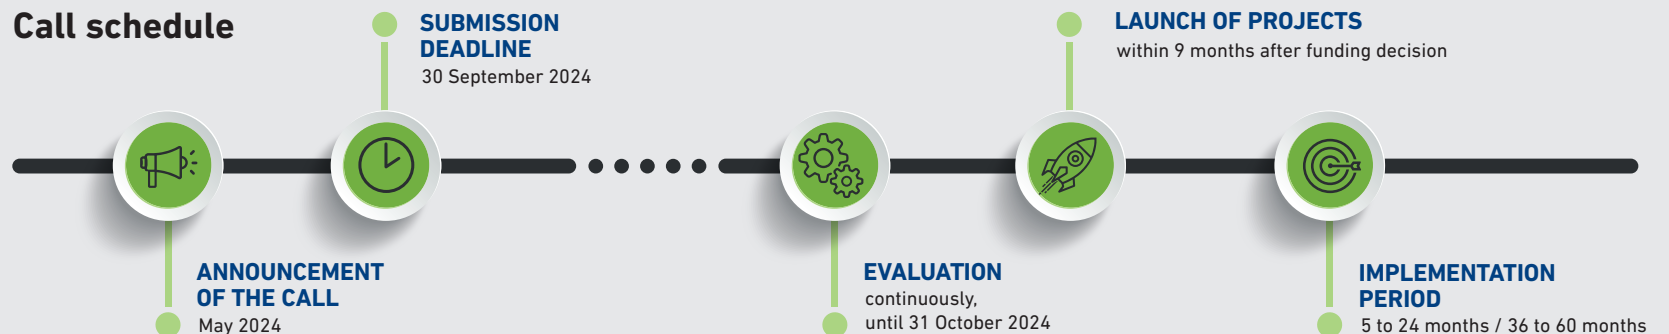 Call schedule
SUBMISSION
DEADLINE
30 September 2024
LAUNCH OF PROJECTS
within 9 months after funding decision
ANNOUNCEMENT
OF THE CALL
May 2024
EVALUATION
continuously,
until 31 October 2024
IMPLEMENTATION
PERIOD
5 to 24 months / 36 to 60 months